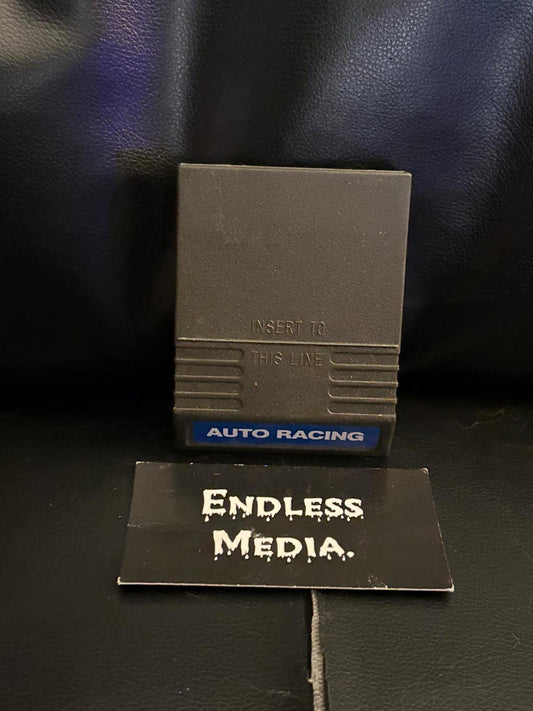 INSERT TO
THIS LINE
AUTO RACING
ENDLESS
MEDIA.